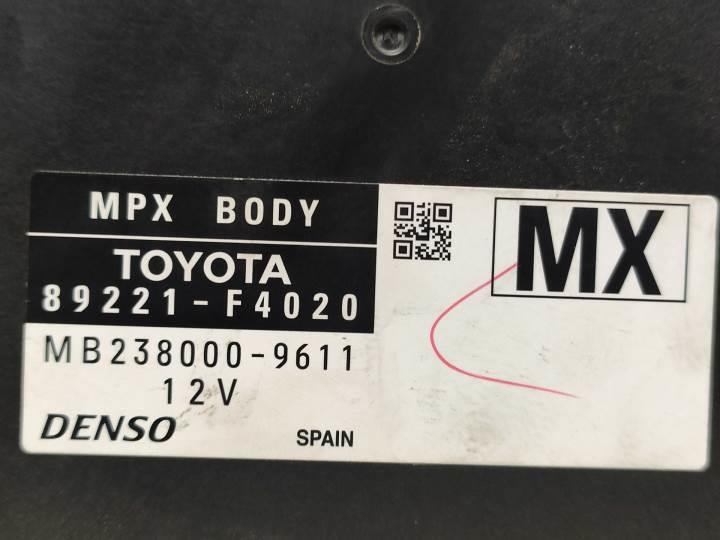 MPX BODY
TOYOTA
89221-F4020
MB238000-9611
12V
DENSO
SPAIN
MX